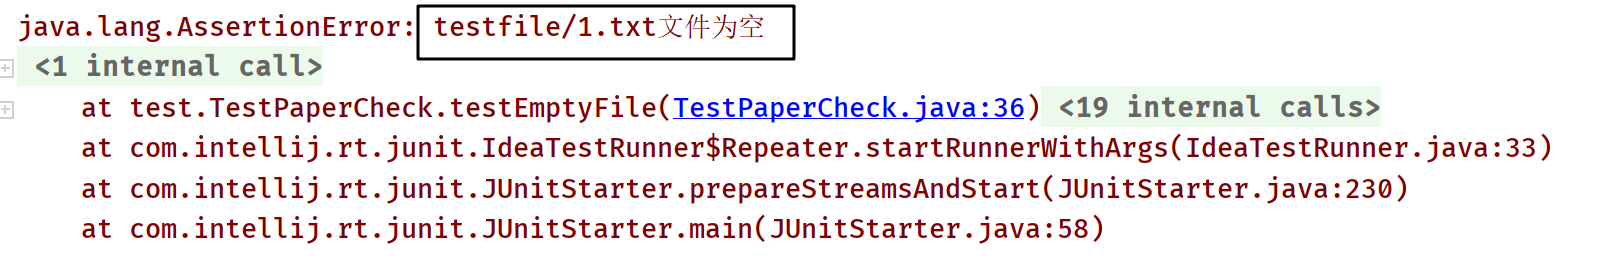 java.lang.AssertionError: testfile/1.txt文件为空
<1 internal call>
at test.TestPaperCheck.testEmptyFile(TestPaperCheck.java:36) <19 internal calls>
at com.intellij.rt.junit.IdeaTestRunner$Repeater.startRunnerWithArgs(IdeaTestRunner.java:33)
at com.intellij.rt.junit.JUnitStarter.prepareStreamsAndStart(JUnitStarter.java:230)
at com.intellij.rt.junit.JUnitStarter.main(JUnitStarter.java:58)